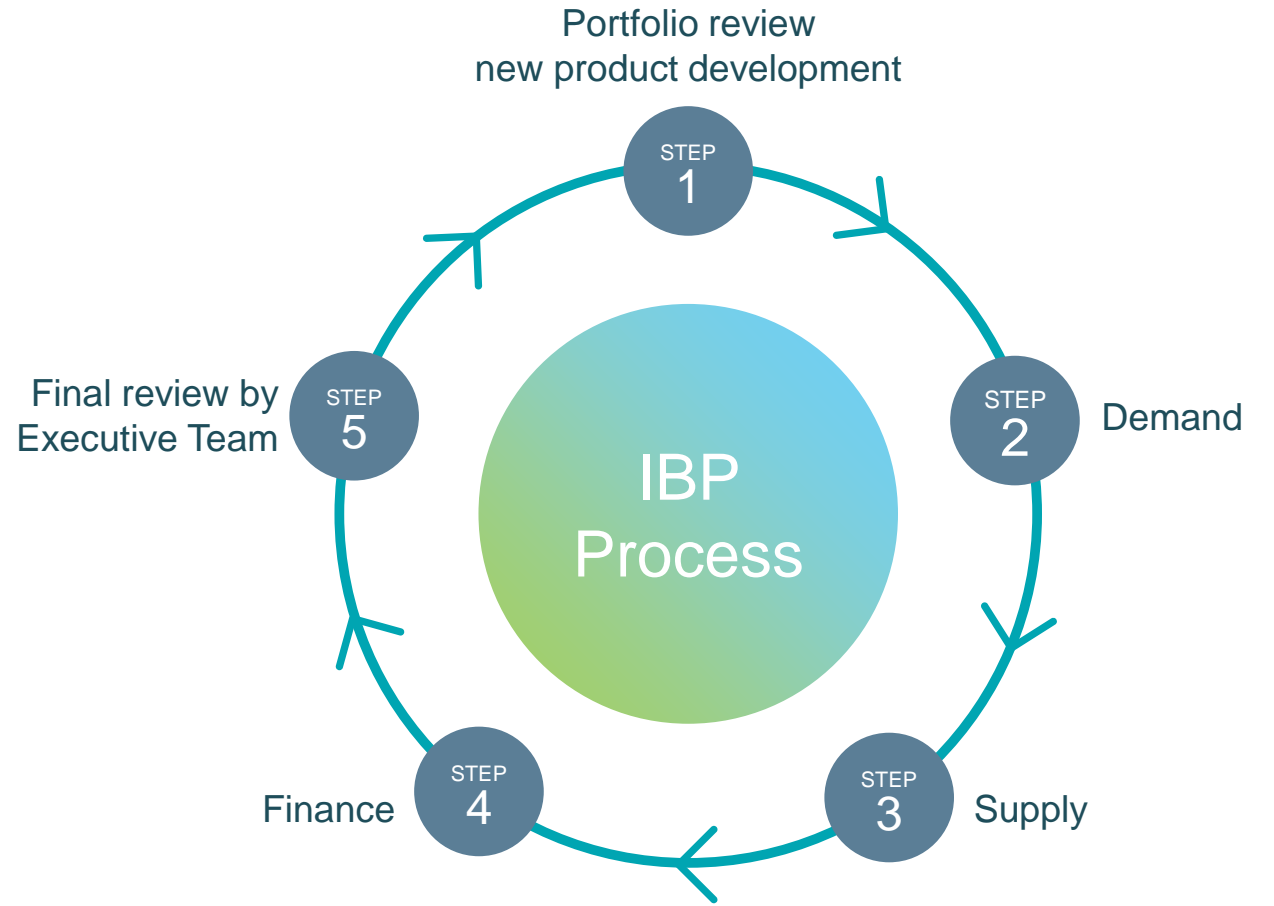 Portfolio review
new product development
STEP
1
STEP
2
Demand
STEP
3
Supply
STEP
4
Finance
STEP
5
Final review by
Executive Team
IBP
Process